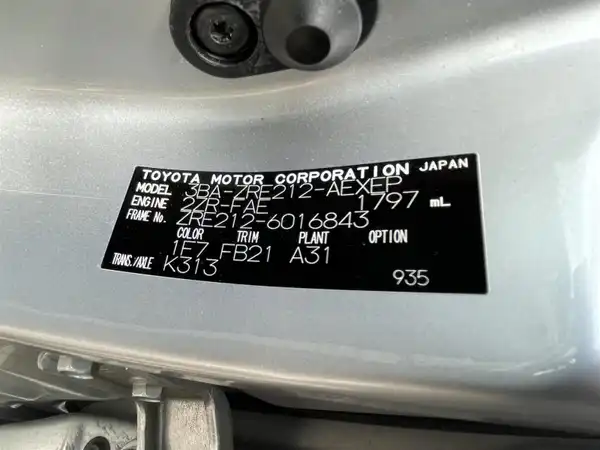 TOYOTA MOTOR CORPORATION JAPAN
MODEL 3BA-ZRE212-AEXEP
ENGINE 2ZR-FAE 1797 mL
FRAME No. ZRE212-6016843
COLOR TRIM PLANT OPTION
1F7 FB21 A31
TRANS./AXLE K313
935